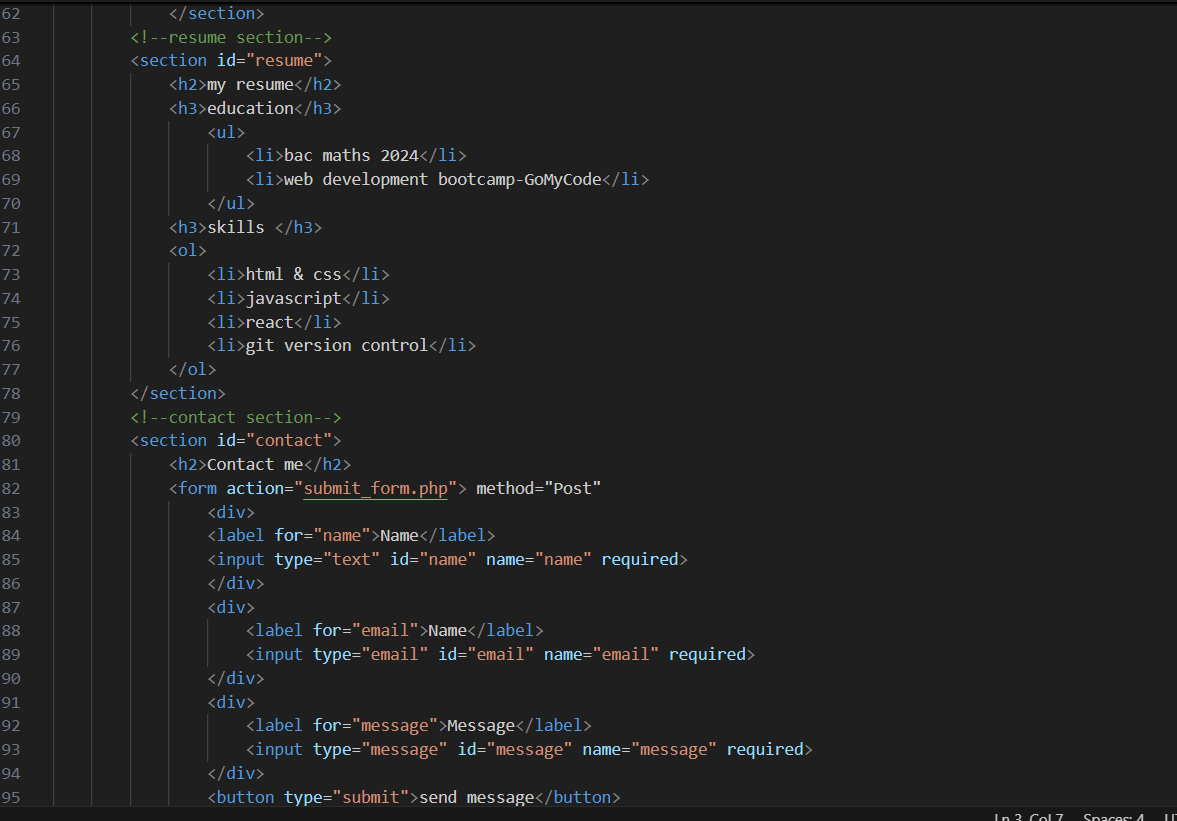 62 </section>
63 <!--resume section-->
64 <section id="resume">
65 <h2>my resume</h2>
66 <h3>education</h3>
67 <ul>
68 <li>bac maths 2024</li>
69 <li>web development bootcamp-GoMyCode</li>
70 </ul>
71 <h3>skills </h3>
72 <ol>
73 <li>html & css</li>
74 <li>javascript</li>
75 <li>react</li>
76 <li>git version control</li>
77 </ol>
78 </section>
79 <!--contact section-->
80 <section id="contact">
81 <h2>Contact me</h2>
82 <form action="submit_form.php"> method="Post"
83 <div>
84 <label for="name">Name</label>
85 <input type="text" id="name" name="name" required>
86 </div>
87 <div>
88 <label for="email">Name</label>
89 <input type="email" id="email" name="email" required>
90 </div>
91 <div>
92 <label for="message">Message</label>
93 <input type="message" id="message" name="message" required>
94 </div>
95 <button type="submit">send message</button>
Ln 3, Col 7 Spaces: 4